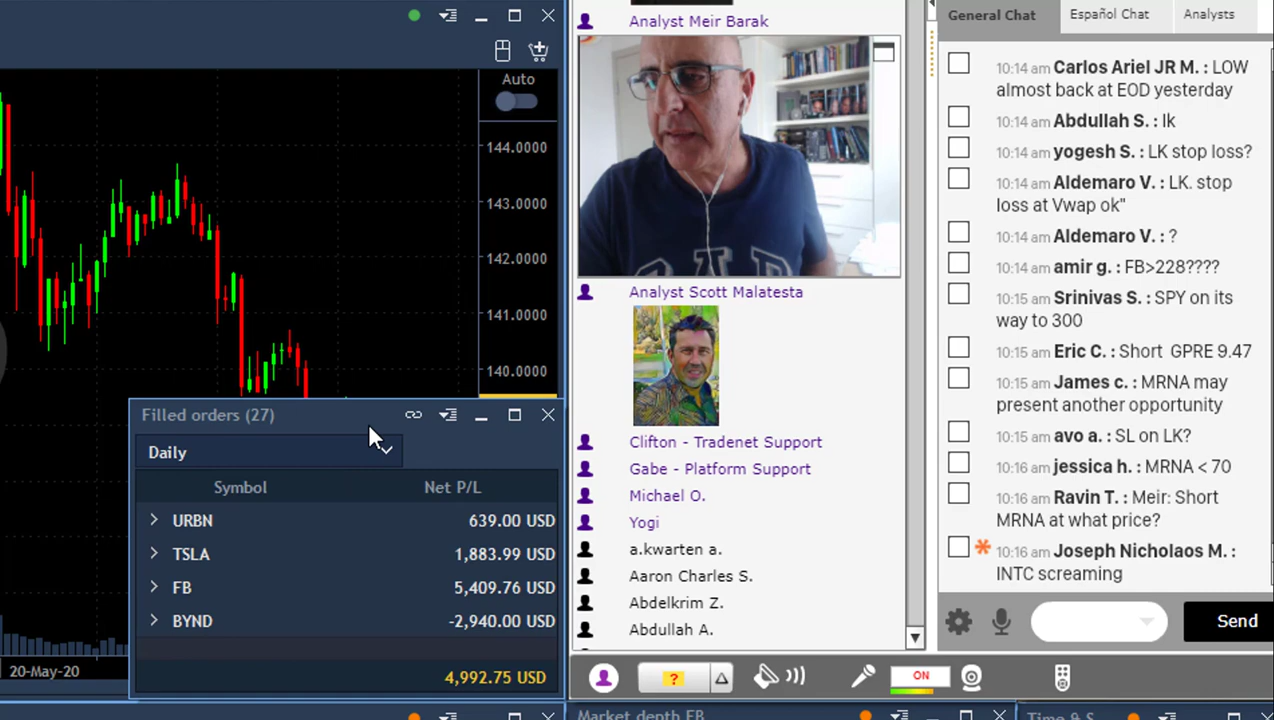 Auto
144.0000
143.0000
142.0000
141.0000
140.0000
20-May-20
Filled orders (27)
Daily
Symbol Net P/L
URBN 639.00 USD
TSLA 1,883.99 USD
FB 5,409.76 USD
BYND -2,940.00 USD
4,992.75 USD
Analyst Meir Barak
GAP
Analyst Scott Malatesta
Clifton - Tradenet Support
Gabe - Platform Support
Michael O.
Yogi
a.kwarten a.
Aaron Charles S.
Abdelkrim Z.
Abdullah A.
?
ON
Market depth FB
General Chat Español Chat Analysts
10:14 am Carlos Ariel JR M. : LOW
almost back at EOD yesterday
10:14 am Abdullah S. : lk
10:14 am yogesh S. : LK stop loss?
10:14 am Aldemaro V. : LK. stop
loss at Vwap ok"
10:14 am Aldemaro V. : ?
10:14 am amir g. : FB>228????
10:15 am Srinivas S. : SPY on its
way to 300
10:15 am Eric C. : Short GPRE 9.47
10:15 am James c. : MRNA may
present another opportunity
10:15 am avo a. : SL on LK?
10:16 am jessica h. : MRNA < 70
10:16 am Ravin T. : Meir: Short
MRNA at what price?
10:16 am Joseph Nicholaos M. :
INTC screaming
Send
Time & S